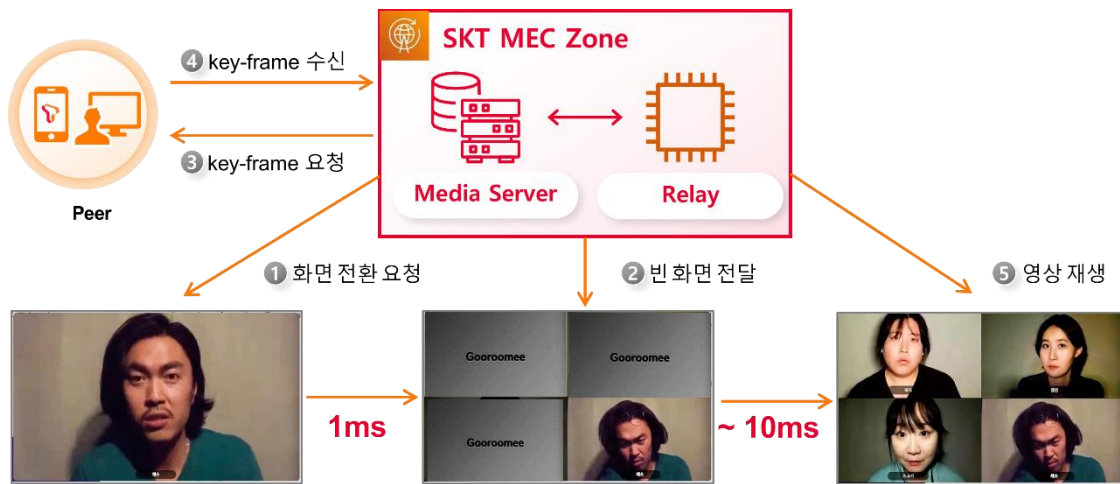 SKT MEC Zone
④ key-frame 수신
③ key-frame 요청
Peer
Media Server
Relay
① 화면 전환 요청
② 빈 화면 전달
⑤ 영상 재생
Gooroomee
Gooroomee
Gooroomee
1ms
~ 10ms